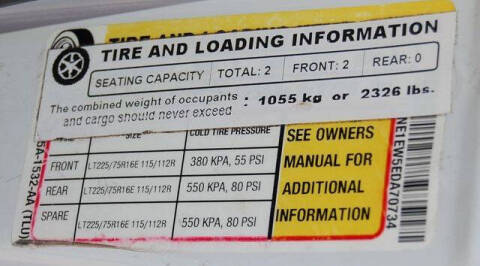 TIRE AND LOADING INFORMATION
SEATING CAPACITY TOTAL: 2 FRONT: 2 REAR: 0
The combined weight of occupants : 1055 kg or 2326 lbs.
and cargo should never exceed
SIZE COLD TIRE PRESSURE
FRONT LT225/75R16E 115/112R 380 KPA, 55 PSI
REAR LT225/75R16E 115/112R 550 KPA, 80 PSI
SPARE LT225/75R16E 115/112R 550 KPA, 80 PSI
SEE OWNERS
MANUAL FOR
ADDITIONAL
INFORMATION
5A-1532-AA (TLU)
NE1EW5EDA70734